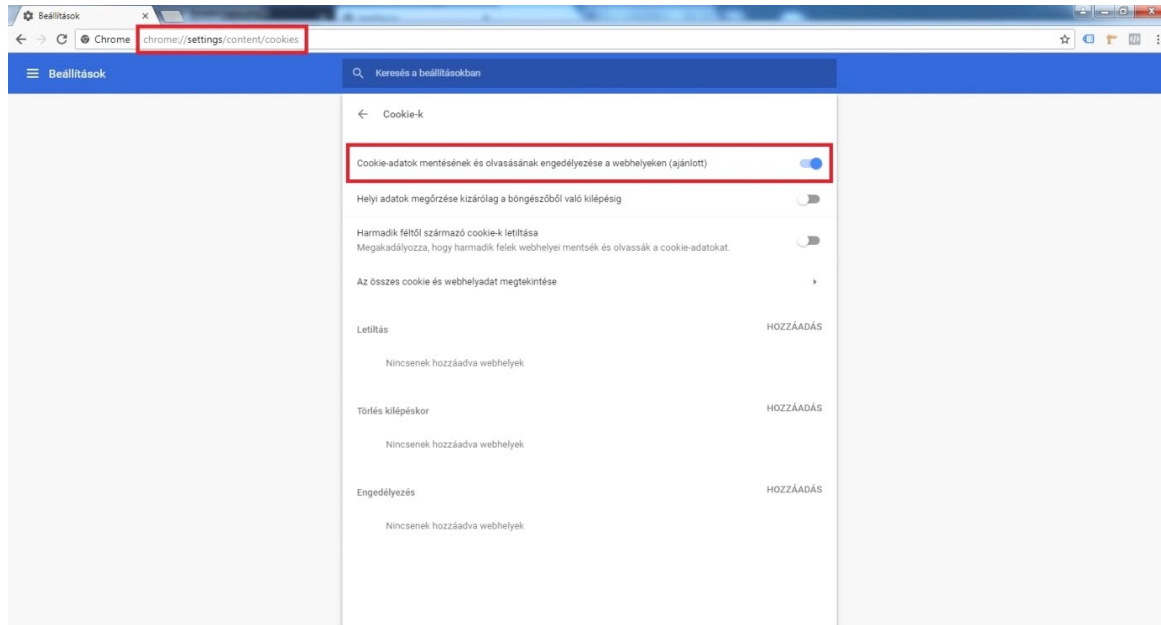 Beállítások
Chrome chrome://settings/content/cookies
Beállítások
Keresés a beállításokban
Cookie-k
Cookie-adatok mentésének és olvasásának engedélyezése a webhelyeken (ajánlott)
Helyi adatok megőrzése kizárólag a böngészőből való kilépésig
Harmadik féltől származó cookie-k letiltása
Megakadályozza, hogy harmadik felek webhelyei mentsék és olvassák a cookie-adatokat.
Az összes cookie és webhelyadat megtekintése
Letiltás HOZZÁADÁS
Nincsenek hozzáadva webhelyek
Törlés kilépéskor HOZZÁADÁS
Nincsenek hozzáadva webhelyek
Engedélyezés HOZZÁADÁS
Nincsenek hozzáadva webhelyek